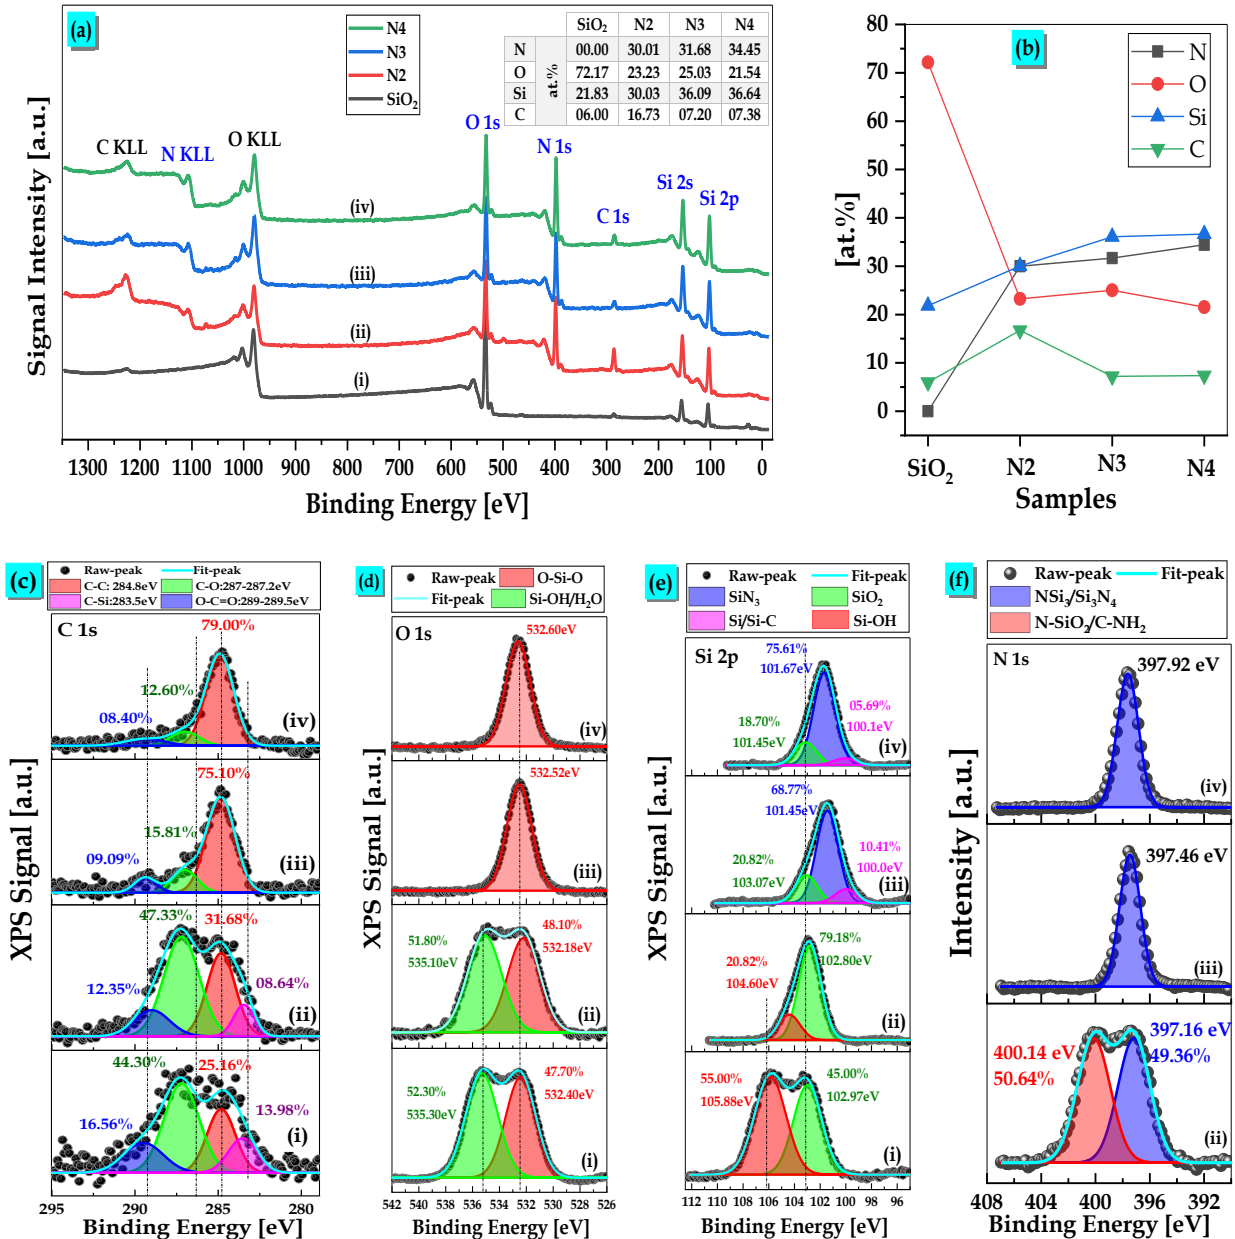 (a)
N4
N3
N2
SiO2
SiO2 N2 N3 N4
N 00.00 30.01 31.68 34.45
O 72.17 23.23 25.03 21.54
Si 21.83 30.03 36.09 36.64
C 06.00 16.73 07.20 07.38
at.%
C KLL
N KLL
O KLL
O 1s
N 1s
C 1s
Si 2s
Si 2p
(iv)
(iii)
(ii)
(i)
Signal Intensity [a.u.]
1300 1200 1100 1000 900 800 700 600 500 400 300 200 100 0
Binding Energy [eV]
(b)
N
O
Si
C
80
70
60
50
40
30
20
10
0
[at.%]
SiO2 N2 N3 N4
Samples
(c)
Raw-peak Fit-peak
C-C: 284.8eV C-O:287-287.2eV
C-Si:283.5eV O-C=O:289-289.5eV
C 1s
79.00%
12.60%
08.40%
(iv)
75.10%
15.81%
09.09%
(iii)
47.33% 31.68%
12.35%
08.64%
(ii)
44.30% 25.16%
16.56%
13.98%
(i)
XPS Signal [a.u.]
295 290 285 280
Binding Energy [eV]
(d)
Raw-peak O-Si-O
Fit-peak Si-OH/H2O
O 1s
532.60eV
(iv)
532.52eV
(iii)
51.80%
535.10eV
48.10%
532.18eV
(ii)
52.30%
535.30eV
47.70%
532.40eV
(i)
XPS Signal [a.u.]
542 540 538 536 534 532 530 528 526
Binding Energy [eV]
(e)
Raw-peak Fit-peak
SiN3 SiO2
Si/Si-C Si-OH
Si 2p
75.61%
101.67eV
18.70%
101.45eV
05.69%
100.1eV
(iv)
68.77%
101.45eV
20.82%
103.07eV
10.41%
100.0eV
(iii)
20.82%
104.60eV
79.18%
102.80eV
(ii)
55.00%
105.88eV
45.00%
102.97eV
(i)
XPS Signal [a.u.]
112 110 108 106 104 102 100 98 96
Binding Energy [eV]
(f)
Raw-peak Fit-peak
NSi3/Si3N4
N-SiO2/C-NH2
N 1s
397.92 eV
(iv)
397.46 eV
(iii)
400.14 eV
50.64%
397.16 eV
49.36%
(ii)
Intensity [a.u.]
408 404 400 396 392
Binding Energy [eV]